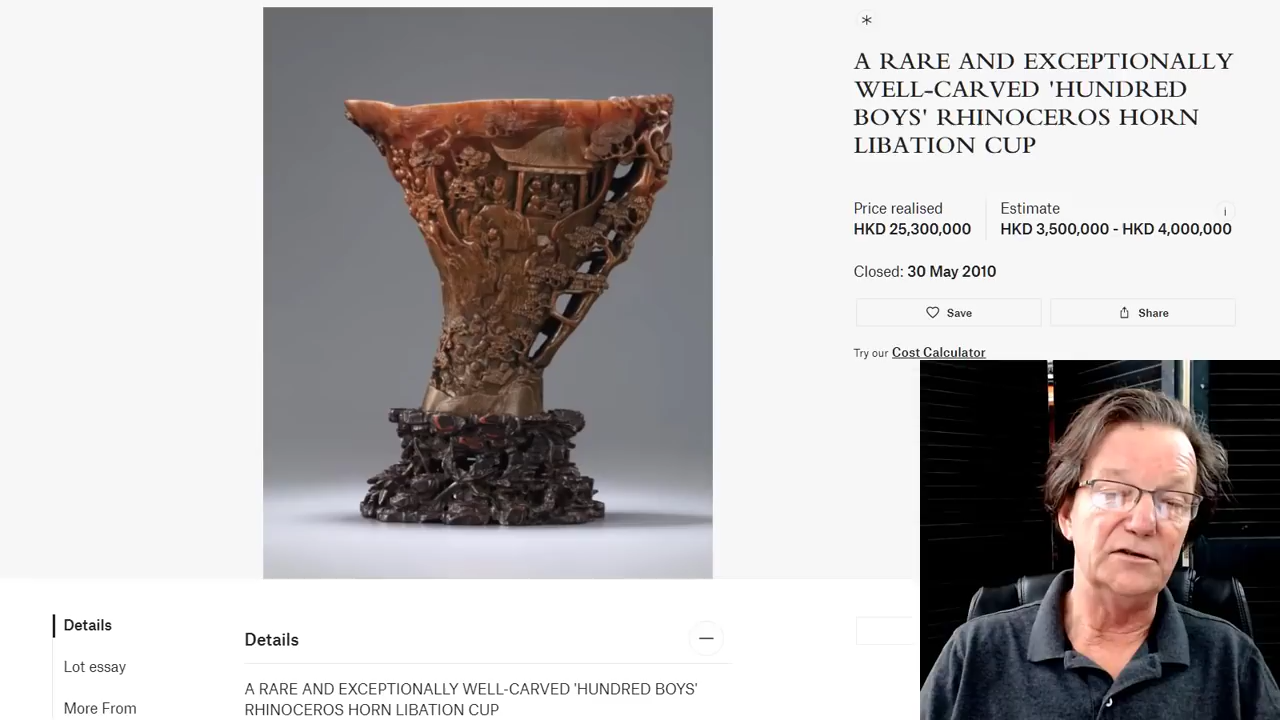 *
A RARE AND EXCEPTIONALLY
WELL-CARVED 'HUNDRED
BOYS' RHINOCEROS HORN
LIBATION CUP
Price realised
HKD 25,300,000
Estimate
i
HKD 3,500,000 - HKD 4,000,000
Closed: 30 May 2010
Save
Share
Try our Cost Calculator
Details
Lot essay
More From
Details
A RARE AND EXCEPTIONALLY WELL-CARVED 'HUNDRED BOYS'
RHINOCEROS HORN LIBATION CUP